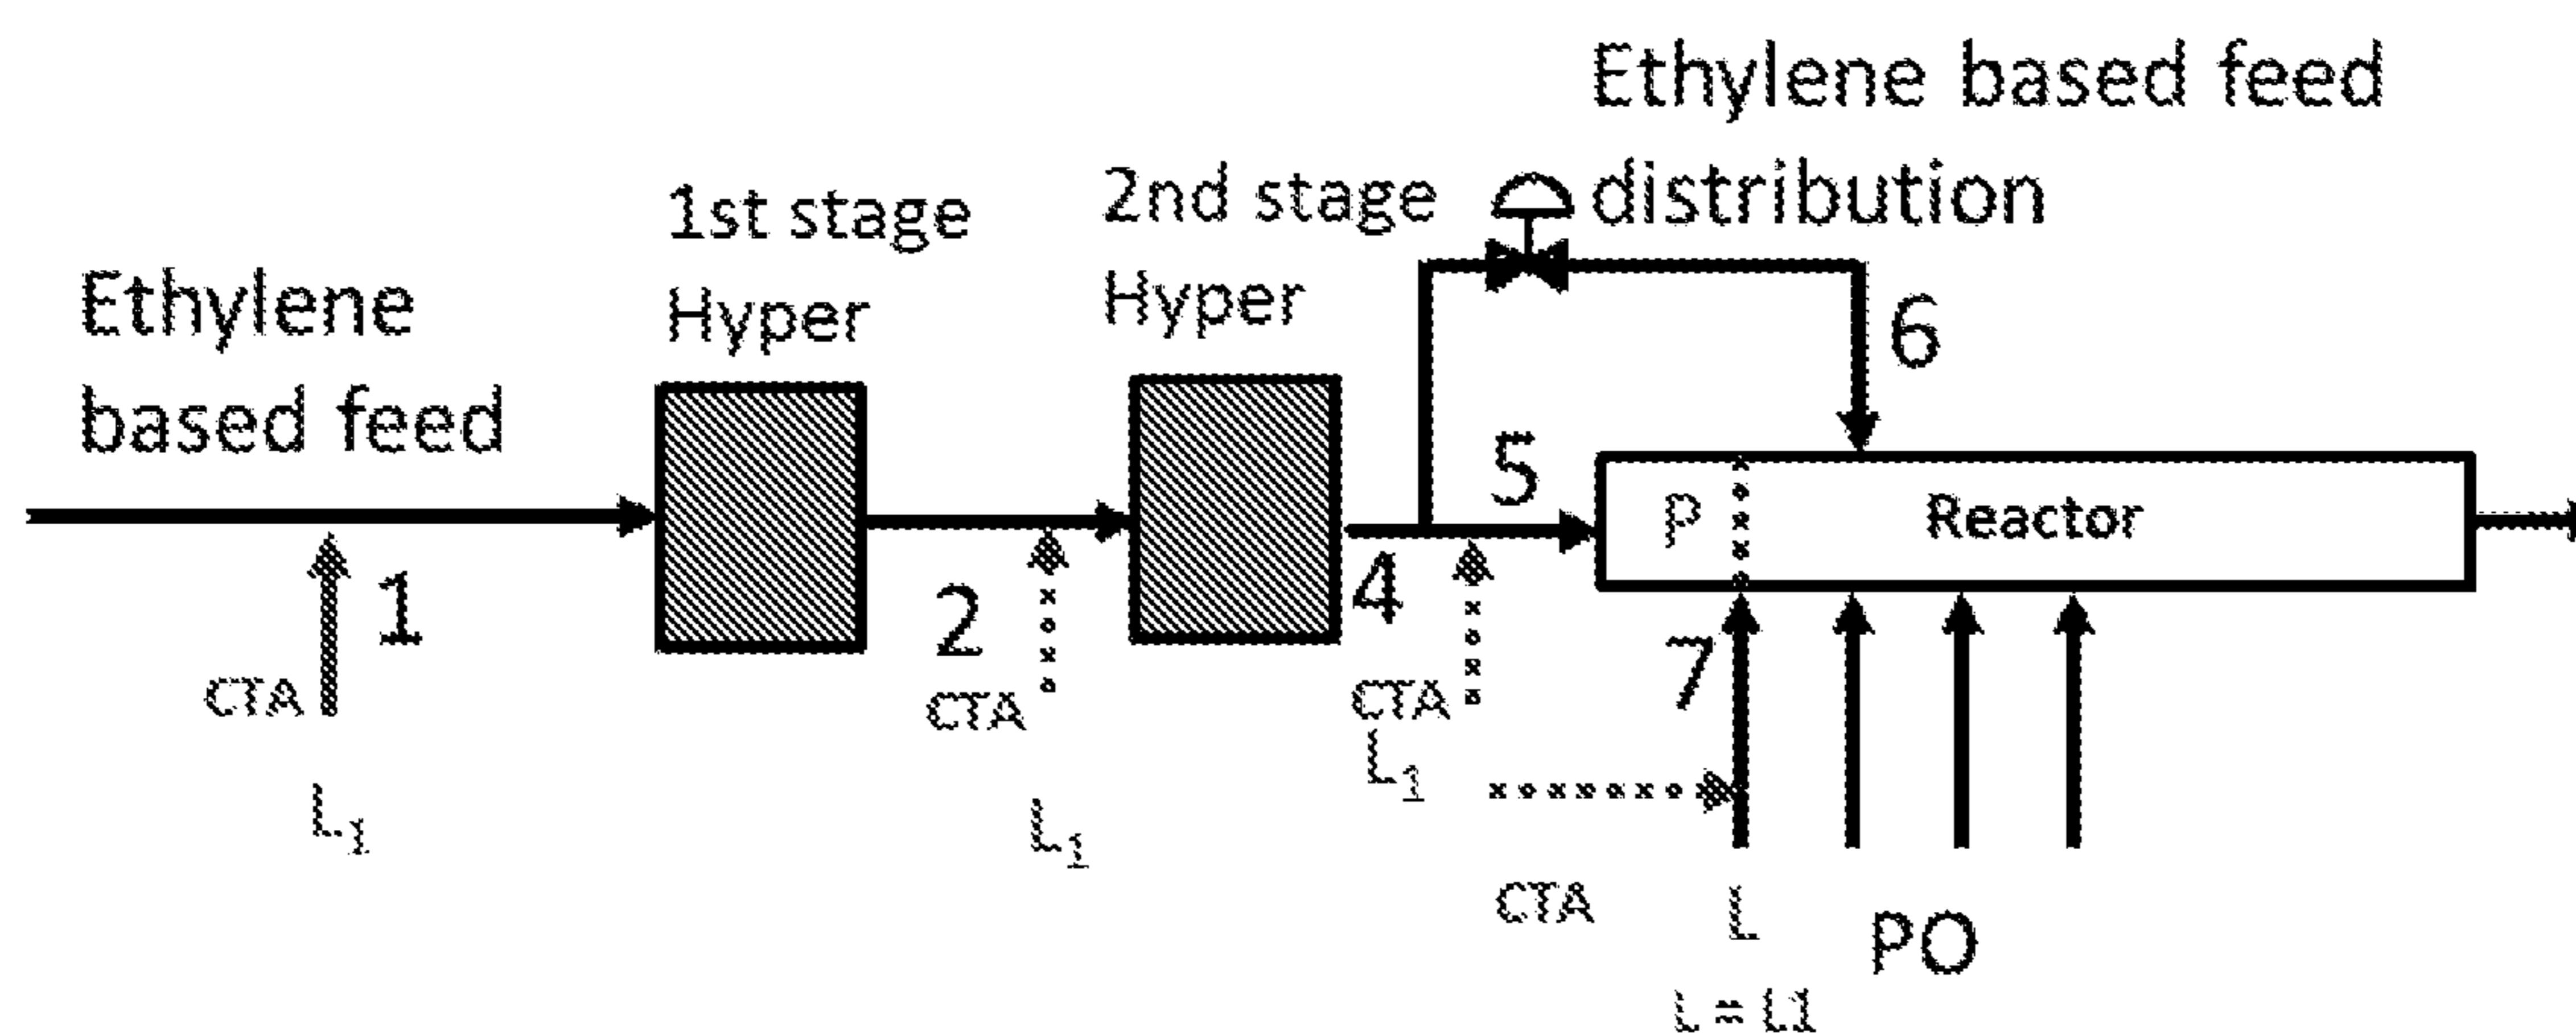 Ethylene based feed
distribution
1st stage
Hyper
2nd stage
Hyper
Ethylene
based feed
6
5
P
Reactor
1
2
4
7
CTA
CTA
CTA
L1
L1
L1
CTA
L
PO
L = L1